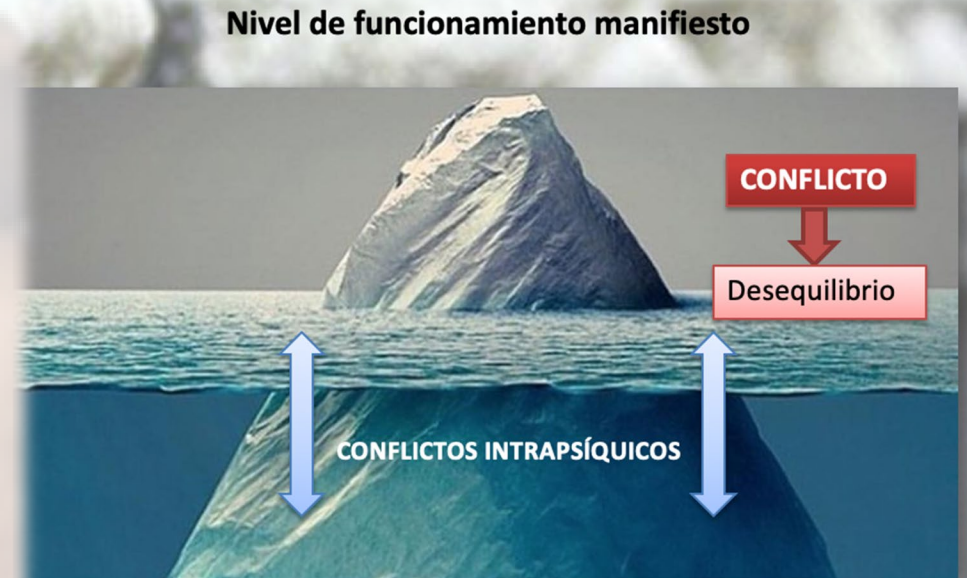 Nivel de funcionamiento manifiesto
CONFLICTO
Desequilibrio
CONFLICTOS INTRAPSÍQUICOS